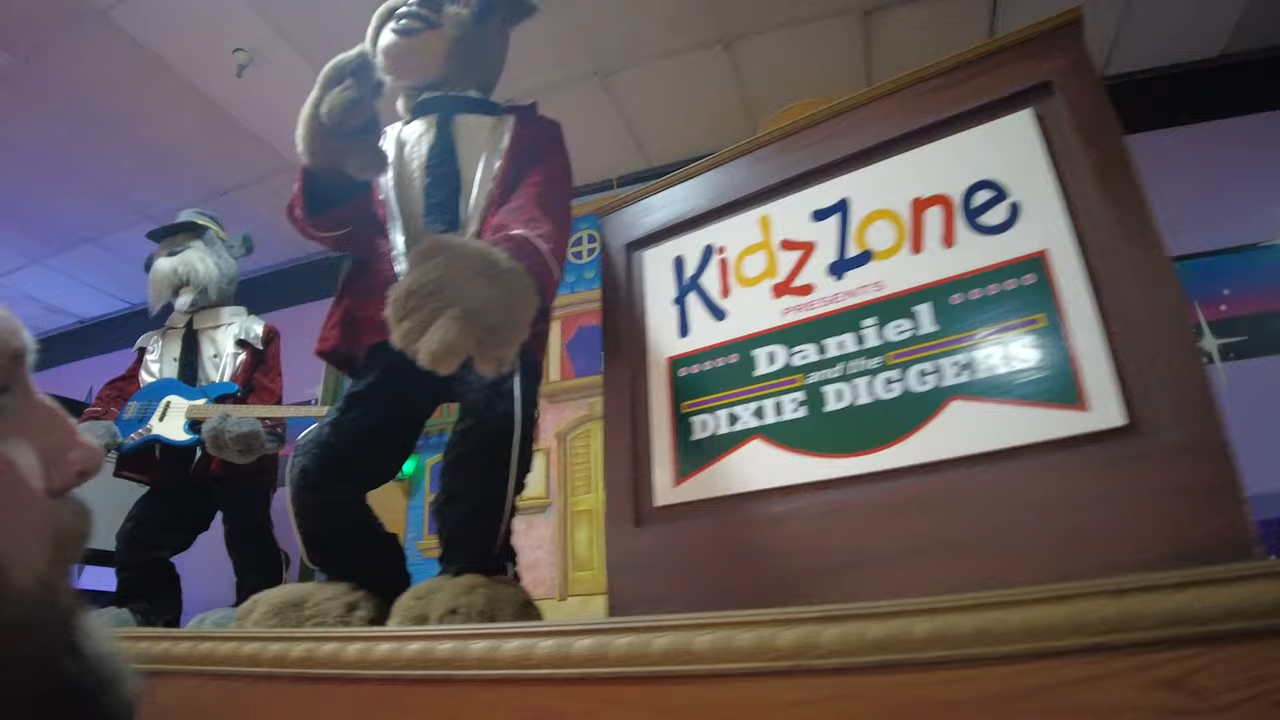 KidzZone
PRESENTS
Daniel
and the
DIXIE DIGGERS